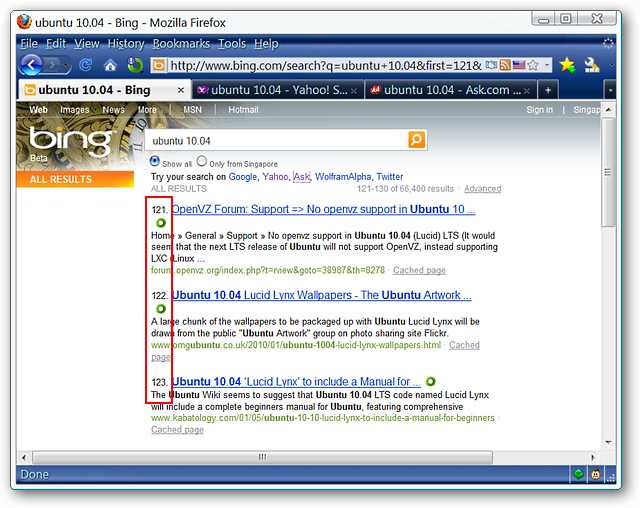 ubuntu 10.04 - Bing - Mozilla Firefox
File Edit View History Bookmarks Tools Help
http://www.bing.com/search?q=ubuntu+10.04&first=121&
ubuntu 10.04 - Bing
ubuntu 10.04 - Yahoo! S...
ubuntu 10.04 - Ask.com ...
Web Images News More | MSN | Hotmail
Sign in | Singap
bing
Beta
ubuntu 10.04
Show all Only from Singapore
Try your search on Google, Yahoo, Ask, WolframAlpha, Twitter
ALL RESULTS
ALL RESULTS 121-130 of 66,400 results · Advanced
121. OpenVZ Forum: Support => No openvz support in Ubuntu 10 ...
Home » General » Support » No openvz support in Ubuntu 10.04 (Lucid) LTS (It would
seem that the next LTS release of Ubuntu will not support OpenVZ, instead supporting
LXC (Linux ...
forum.openvz.org/index.php?t=rview&goto=38987&th=8278 · Cached page
122. Ubuntu 10.04 Lucid Lynx Wallpapers - The Ubuntu Artwork ...
A large chunk of the wallpapers to be packaged up with Ubuntu Lucid Lynx will be
drawn from the public "Ubuntu Artwork" group on photo sharing site Flickr.
www.omgubuntu.co.uk/2010/01/ubuntu-1004-lucid-lynx-wallpapers.html · Cached
page
123. Ubuntu 10.04 'Lucid Lynx' to include a Manual for ...
The Ubuntu Wiki seems to suggest that Ubuntu 10.04 LTS code named Lucid Lynx
will include a complete beginners manual for Ubuntu, featuring comprehensive
www.kabatology.com/01/05/ubuntu-10-10-lucid-lynx-to-include-a-manual-for-beginners ·
Cached page
Done